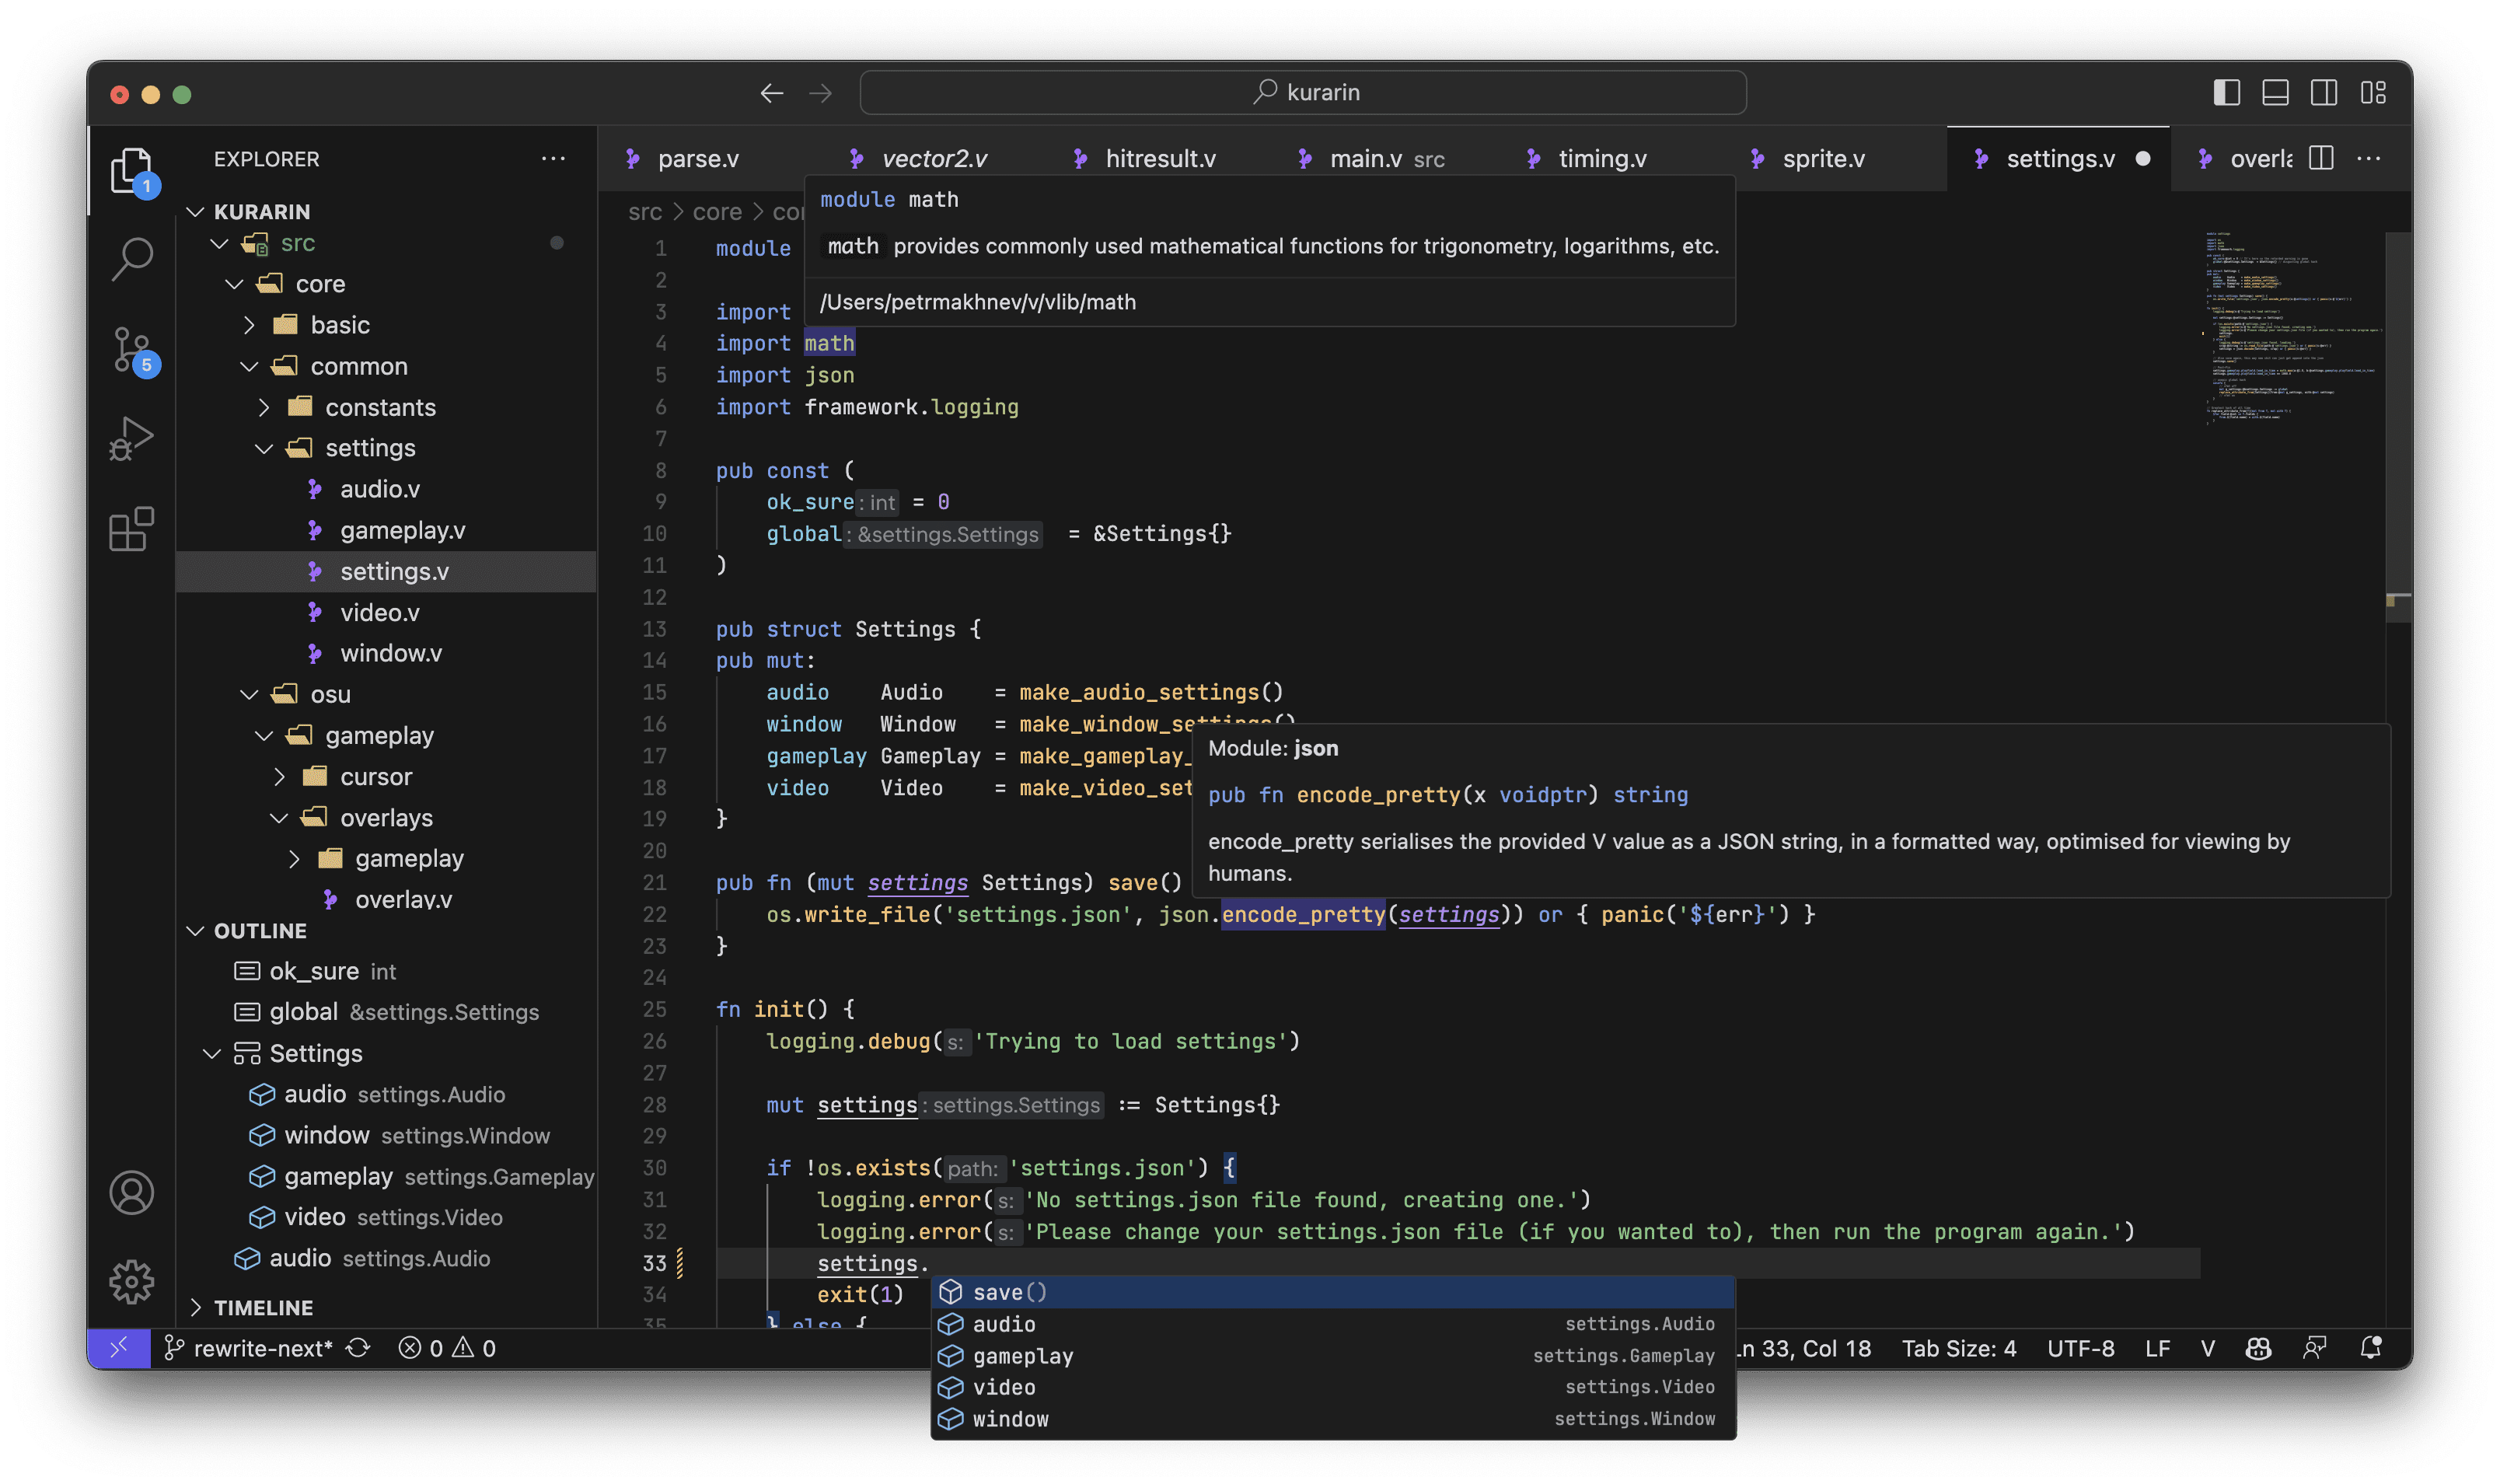 kurarin
EXPLORER
KURARIN
src
core
basic
common
constants
settings
audio.v
gameplay.v
settings.v
video.v
window.v
osu
gameplay
cursor
overlays
gameplay
overlay.v
OUTLINE
ok_sure int
global &settings.Settings
Settings
audio settings.Audio
window settings.Window
gameplay settings.Gameplay
video settings.Video
audio settings.Audio
TIMELINE
1
5
parse.v vector2.v hitresult.v main.v src timing.v sprite.v settings.v overla
src > core > cor
module math
math provides commonly used mathematical functions for trigonometry, logarithms, etc.
/Users/petrmakhnev/v/vlib/math
1 module
2
3 import
4 import math
5 import json
6 import framework.logging
7
8 pub const (
9 ok_sure: int = 0
10 global: &settings.Settings = &Settings{}
11 )
12
13 pub struct Settings {
14 pub mut:
15 audio Audio = make_audio_settings()
16 window Window = make_window_settings()
17 gameplay Gameplay = make_gameplay_
18 video Video = make_video_set
19 }
20
Module: json
pub fn encode_pretty(x voidptr) string
encode_pretty serialises the provided V value as a JSON string, in a formatted way, optimised for viewing by
humans.
21 pub fn (mut settings Settings) save()
22 os.write_file('settings.json', json.encode_pretty(settings)) or { panic('${err}') }
23 }
24
25 fn init() {
26 logging.debug(s: 'Trying to load settings')
27
28 mut settings: settings.Settings := Settings{}
29
30 if !os.exists(path: 'settings.json') {
31 logging.error(s: 'No settings.json file found, creating one.')
32 logging.error(s: 'Please change your settings.json file (if you wanted to), then run the program again.')
33 settings.
34 exit(1)
35 } else {
save()
audio settings.Audio
gameplay settings.Gameplay
video settings.Video
window settings.Window
rewrite-next* 0 0 Ln 33, Col 18 Tab Size: 4 UTF-8 LF V